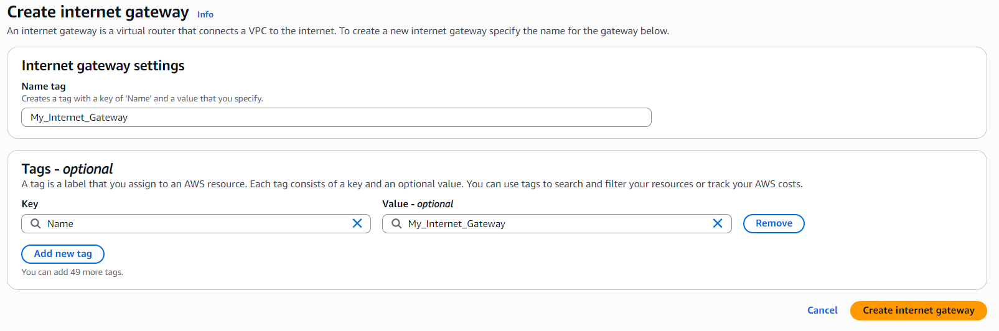 Create internet gateway Info
An internet gateway is a virtual router that connects a VPC to the internet. To create a new internet gateway specify the name for the gateway below.
Internet gateway settings
Name tag
Creates a tag with a key of 'Name' and a value that you specify.
My_Internet_Gateway
Tags - optional
A tag is a label that you assign to an AWS resource. Each tag consists of a key and an optional value. You can use tags to search and filter your resources or track your AWS costs.
Key Value - optional
Name My_Internet_Gateway Remove
Add new tag
You can add 49 more tags.
Cancel Create internet gateway